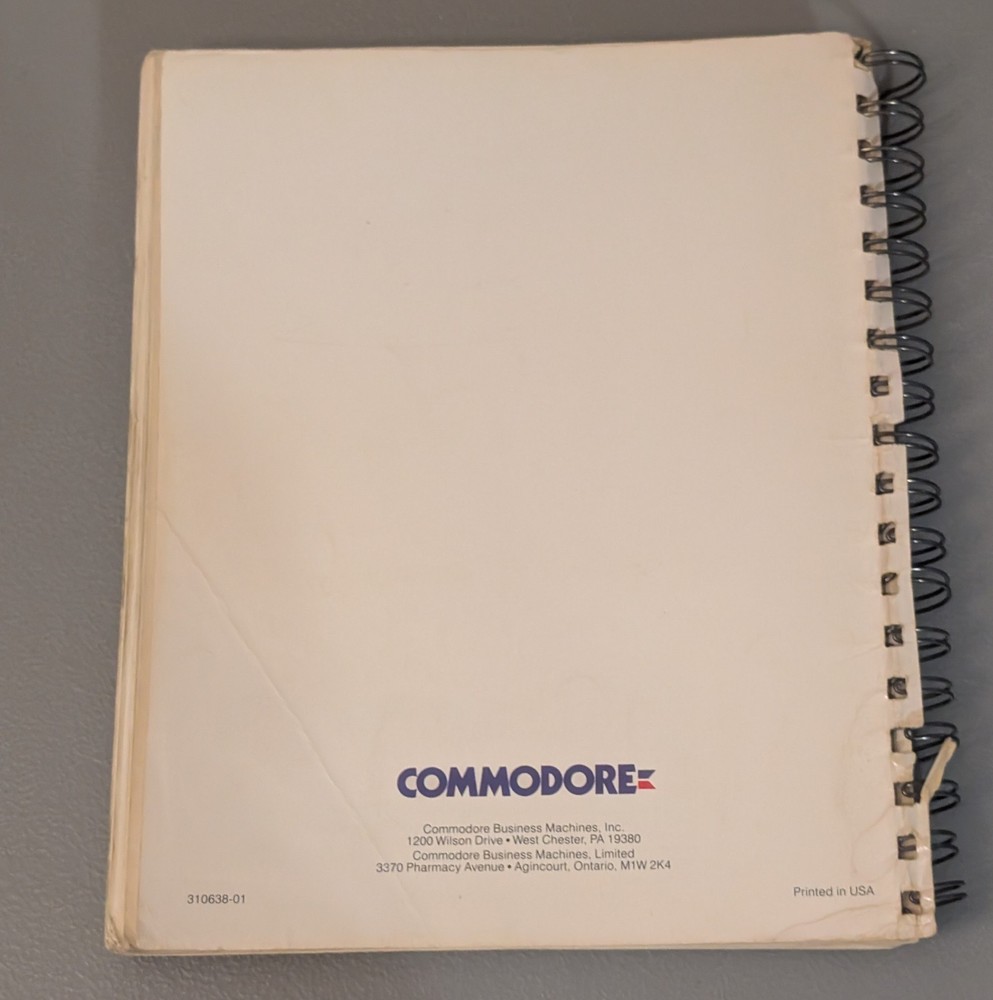 COMMODORE
Commodore Business Machines, Inc.
1200 Wilson Drive • West Chester, PA 19380
Commodore Business Machines, Limited
3370 Pharmacy Avenue • Agincourt, Ontario, M1W 2K4
310638-01
Printed in USA